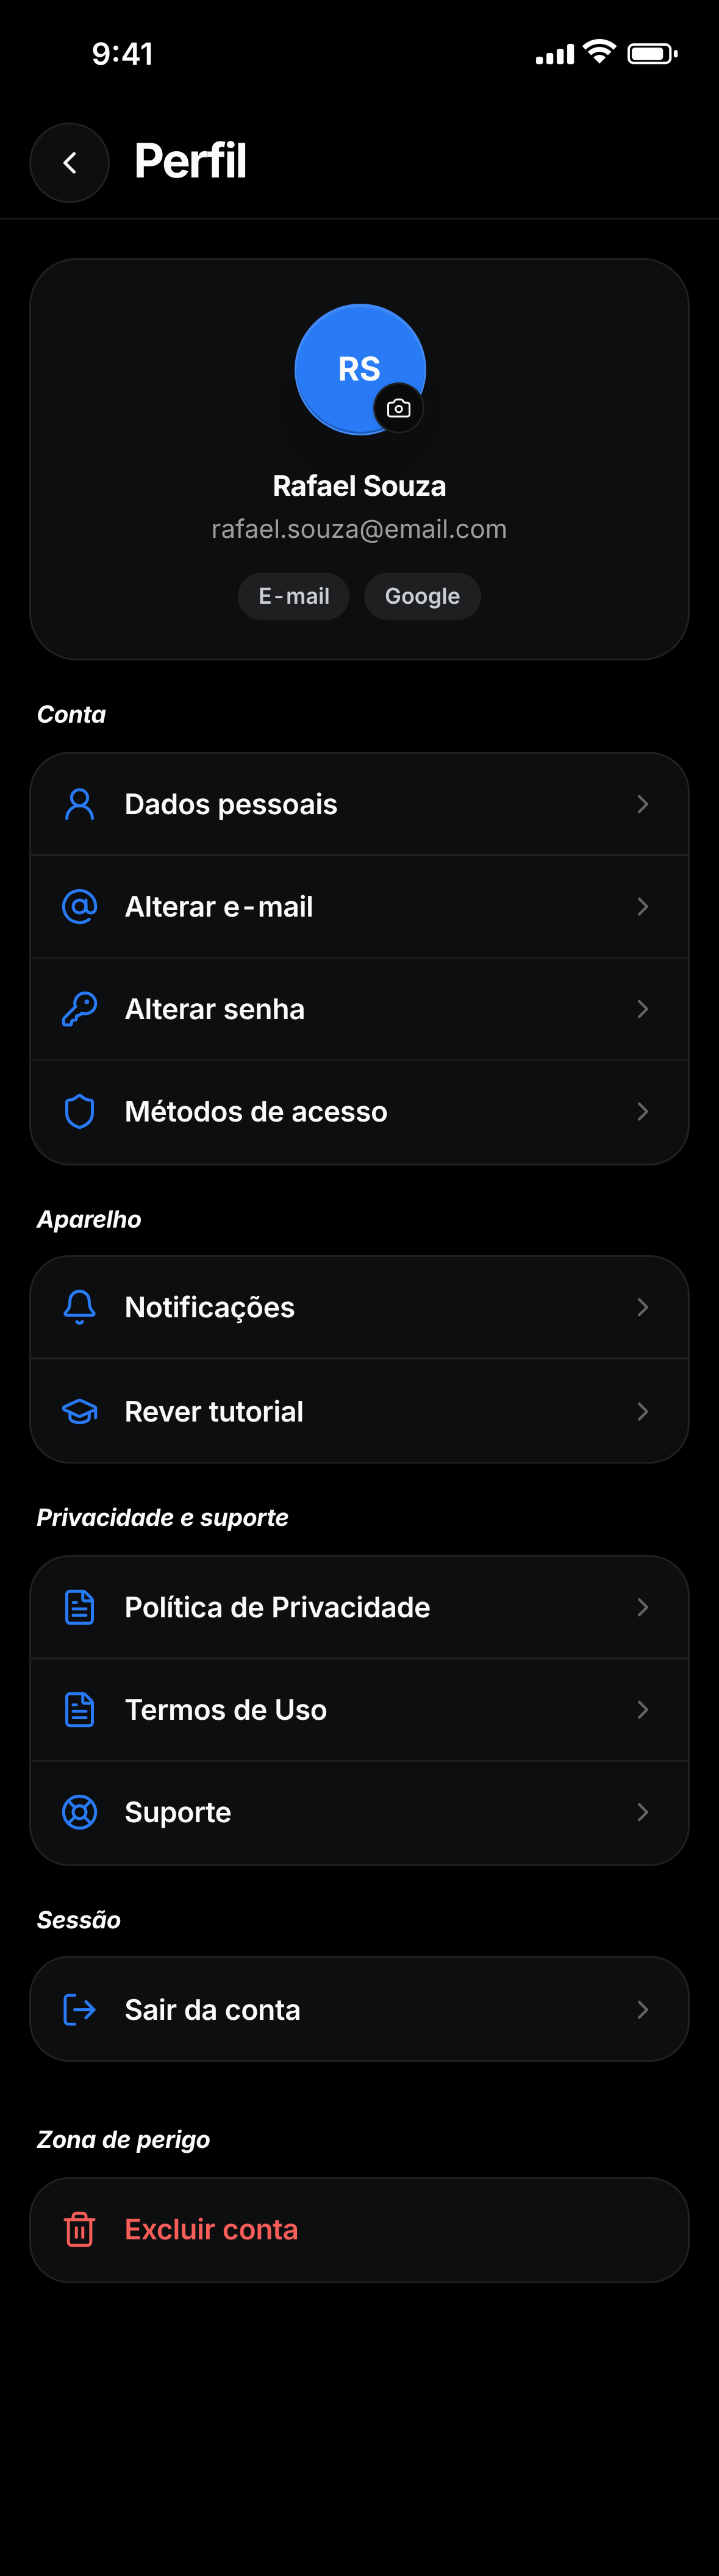 9:41
Perfil
RS
Rafael Souza
rafael.souza@email.com
E-mail
Google
Conta
Dados pessoais
Alterar e-mail
Alterar senha
Métodos de acesso
Aparelho
Notificações
Rever tutorial
Privacidade e suporte
Política de Privacidade
Termos de Uso
Suporte
Sessão
Sair da conta
Zona de perigo
Excluir conta